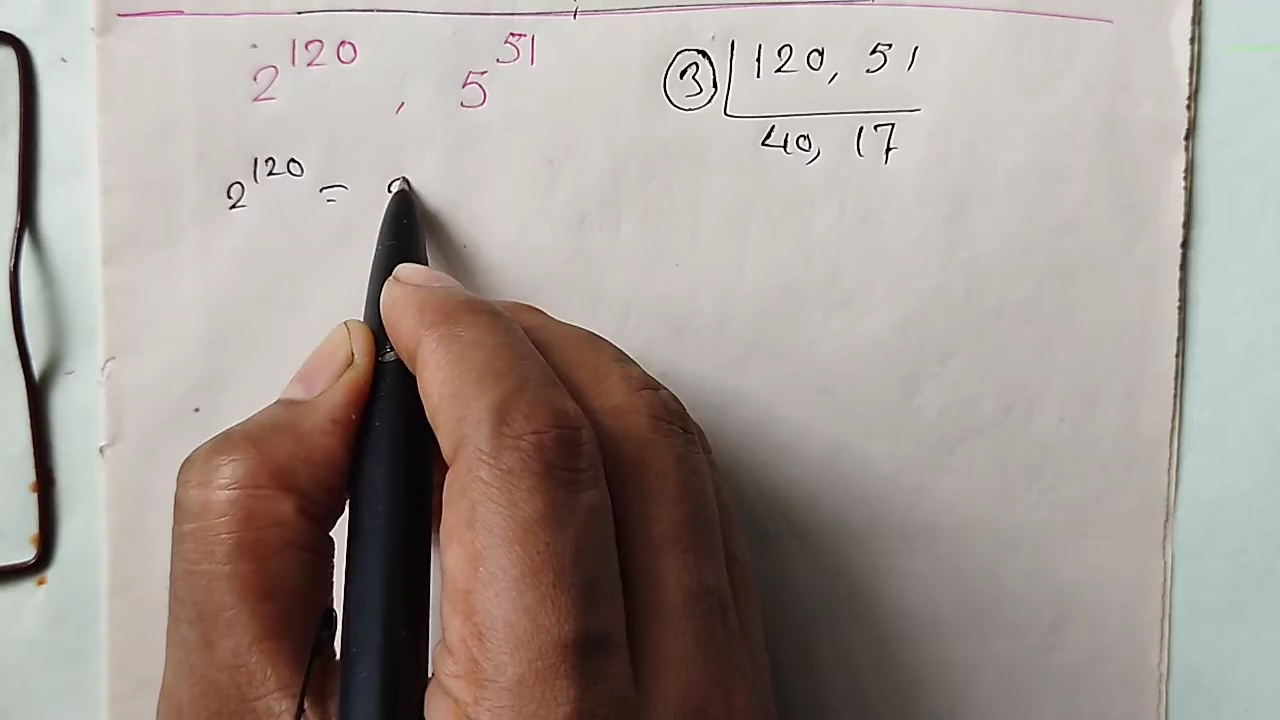 2^120 , 5^51
3 | 120, 51
40, 17
2^120 =